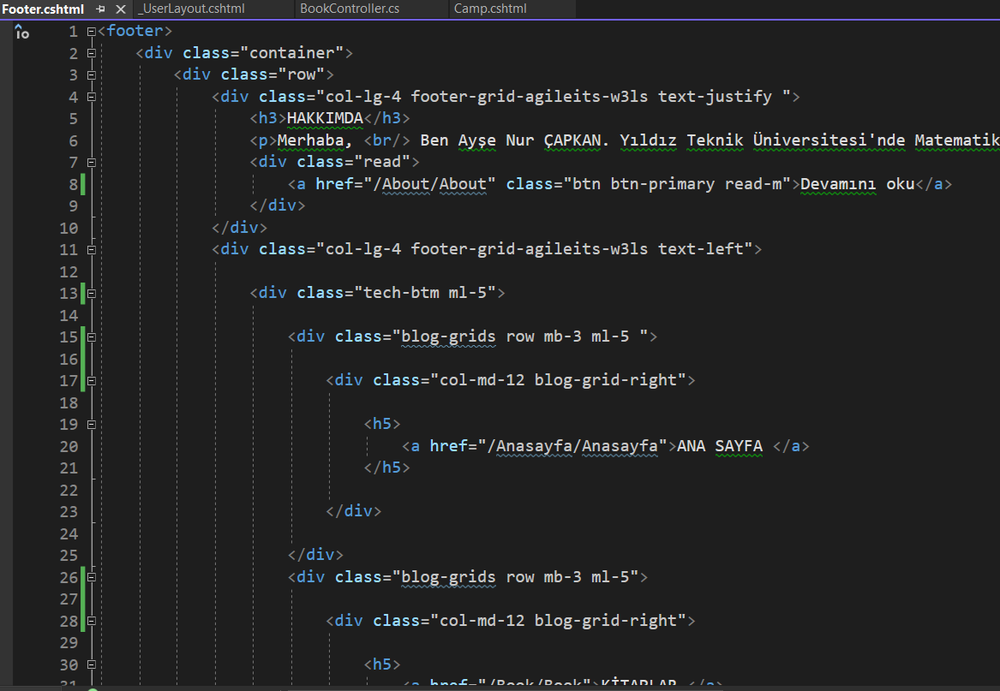 Footer.cshtml
_UserLayout.cshtml
BookController.cs
Camp.cshtml
1 <footer>
2 <div class="container">
3 <div class="row">
4 <div class="col-lg-4 footer-grid-agileits-w3ls text-justify ">
5 <h3>HAKKIMDA</h3>
6 <p>Merhaba, <br/> Ben Ayşe Nur ÇAPKAN. Yıldız Teknik Üniversitesi'nde Matematik
7 <div class="read">
8 <a href="/About/About" class="btn btn-primary read-m">Devamını oku</a>
9 </div>
10 </div>
11 <div class="col-lg-4 footer-grid-agileits-w3ls text-left">
12
13 <div class="tech-btm ml-5">
14
15 <div class="blog-grids row mb-3 ml-5 ">
16
17 <div class="col-md-12 blog-grid-right">
18
19 <h5>
20 <a href="/Anasayfa/Anasayfa">ANA SAYFA </a>
21 </h5>
22
23 </div>
24
25 </div>
26 <div class="blog-grids row mb-3 ml-5">
27
28 <div class="col-md-12 blog-grid-right">
29
30 <h5>
31 <a href="/Book/Book">KİTAPLAR </a>